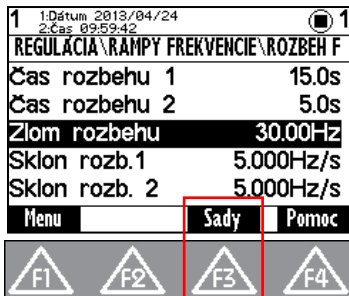 1 1:Dátum 2013/04/24 1
2:Čas 09:59:42
REGULÁCIA\RAMPY FREKVENCIE\ROZBEH F
Čas rozbehu 1 15.0s
Čas rozbehu 2 5.0s
Zlom rozbehu 30.00Hz
Sklon rozb.1 5.000Hz/s
Sklon rozb. 2 5.000Hz/s
Menu Sady Pomoc
F1 F2 F3 F4